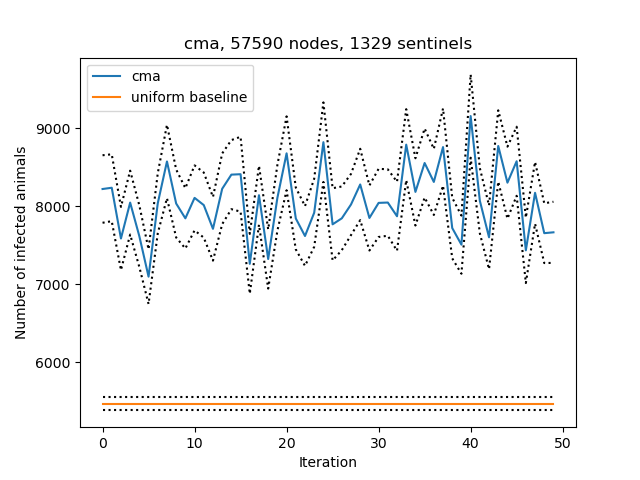 cma, 57590 nodes, 1329 sentinels
cma
uniform baseline
Number of infected animals
9000
8000
7000
6000
0 10 20 30 40 50
Iteration